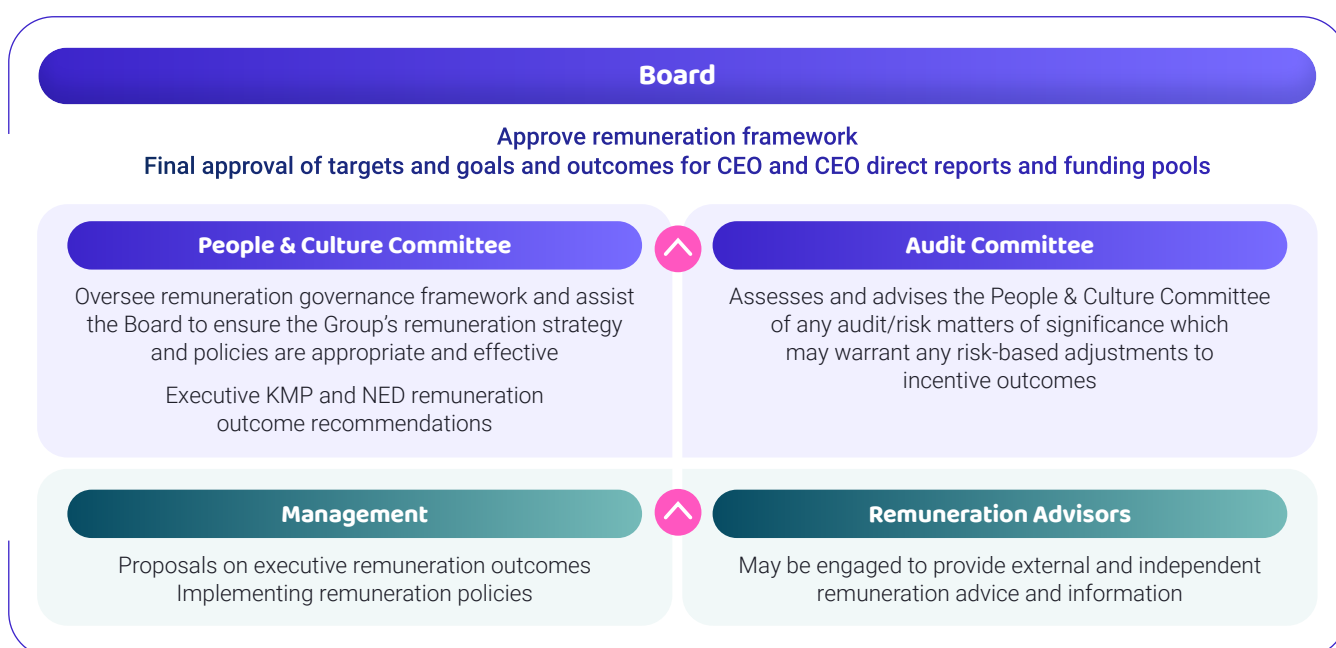 Board
Approve remuneration framework
Final approval of targets and goals and outcomes for CEO and CEO direct reports and funding pools
People & Culture Committee
Oversee remuneration governance framework and assist
the Board to ensure the Group’s remuneration strategy
and policies are appropriate and effective
Executive KMP and NED remuneration
outcome recommendations
Audit Committee
Assesses and advises the People & Culture Committee
of any audit/risk matters of significance which
may warrant any risk-based adjustments to
incentive outcomes
Management
Proposals on executive remuneration outcomes
Implementing remuneration policies
Remuneration Advisors
May be engaged to provide external and independent
remuneration advice and information